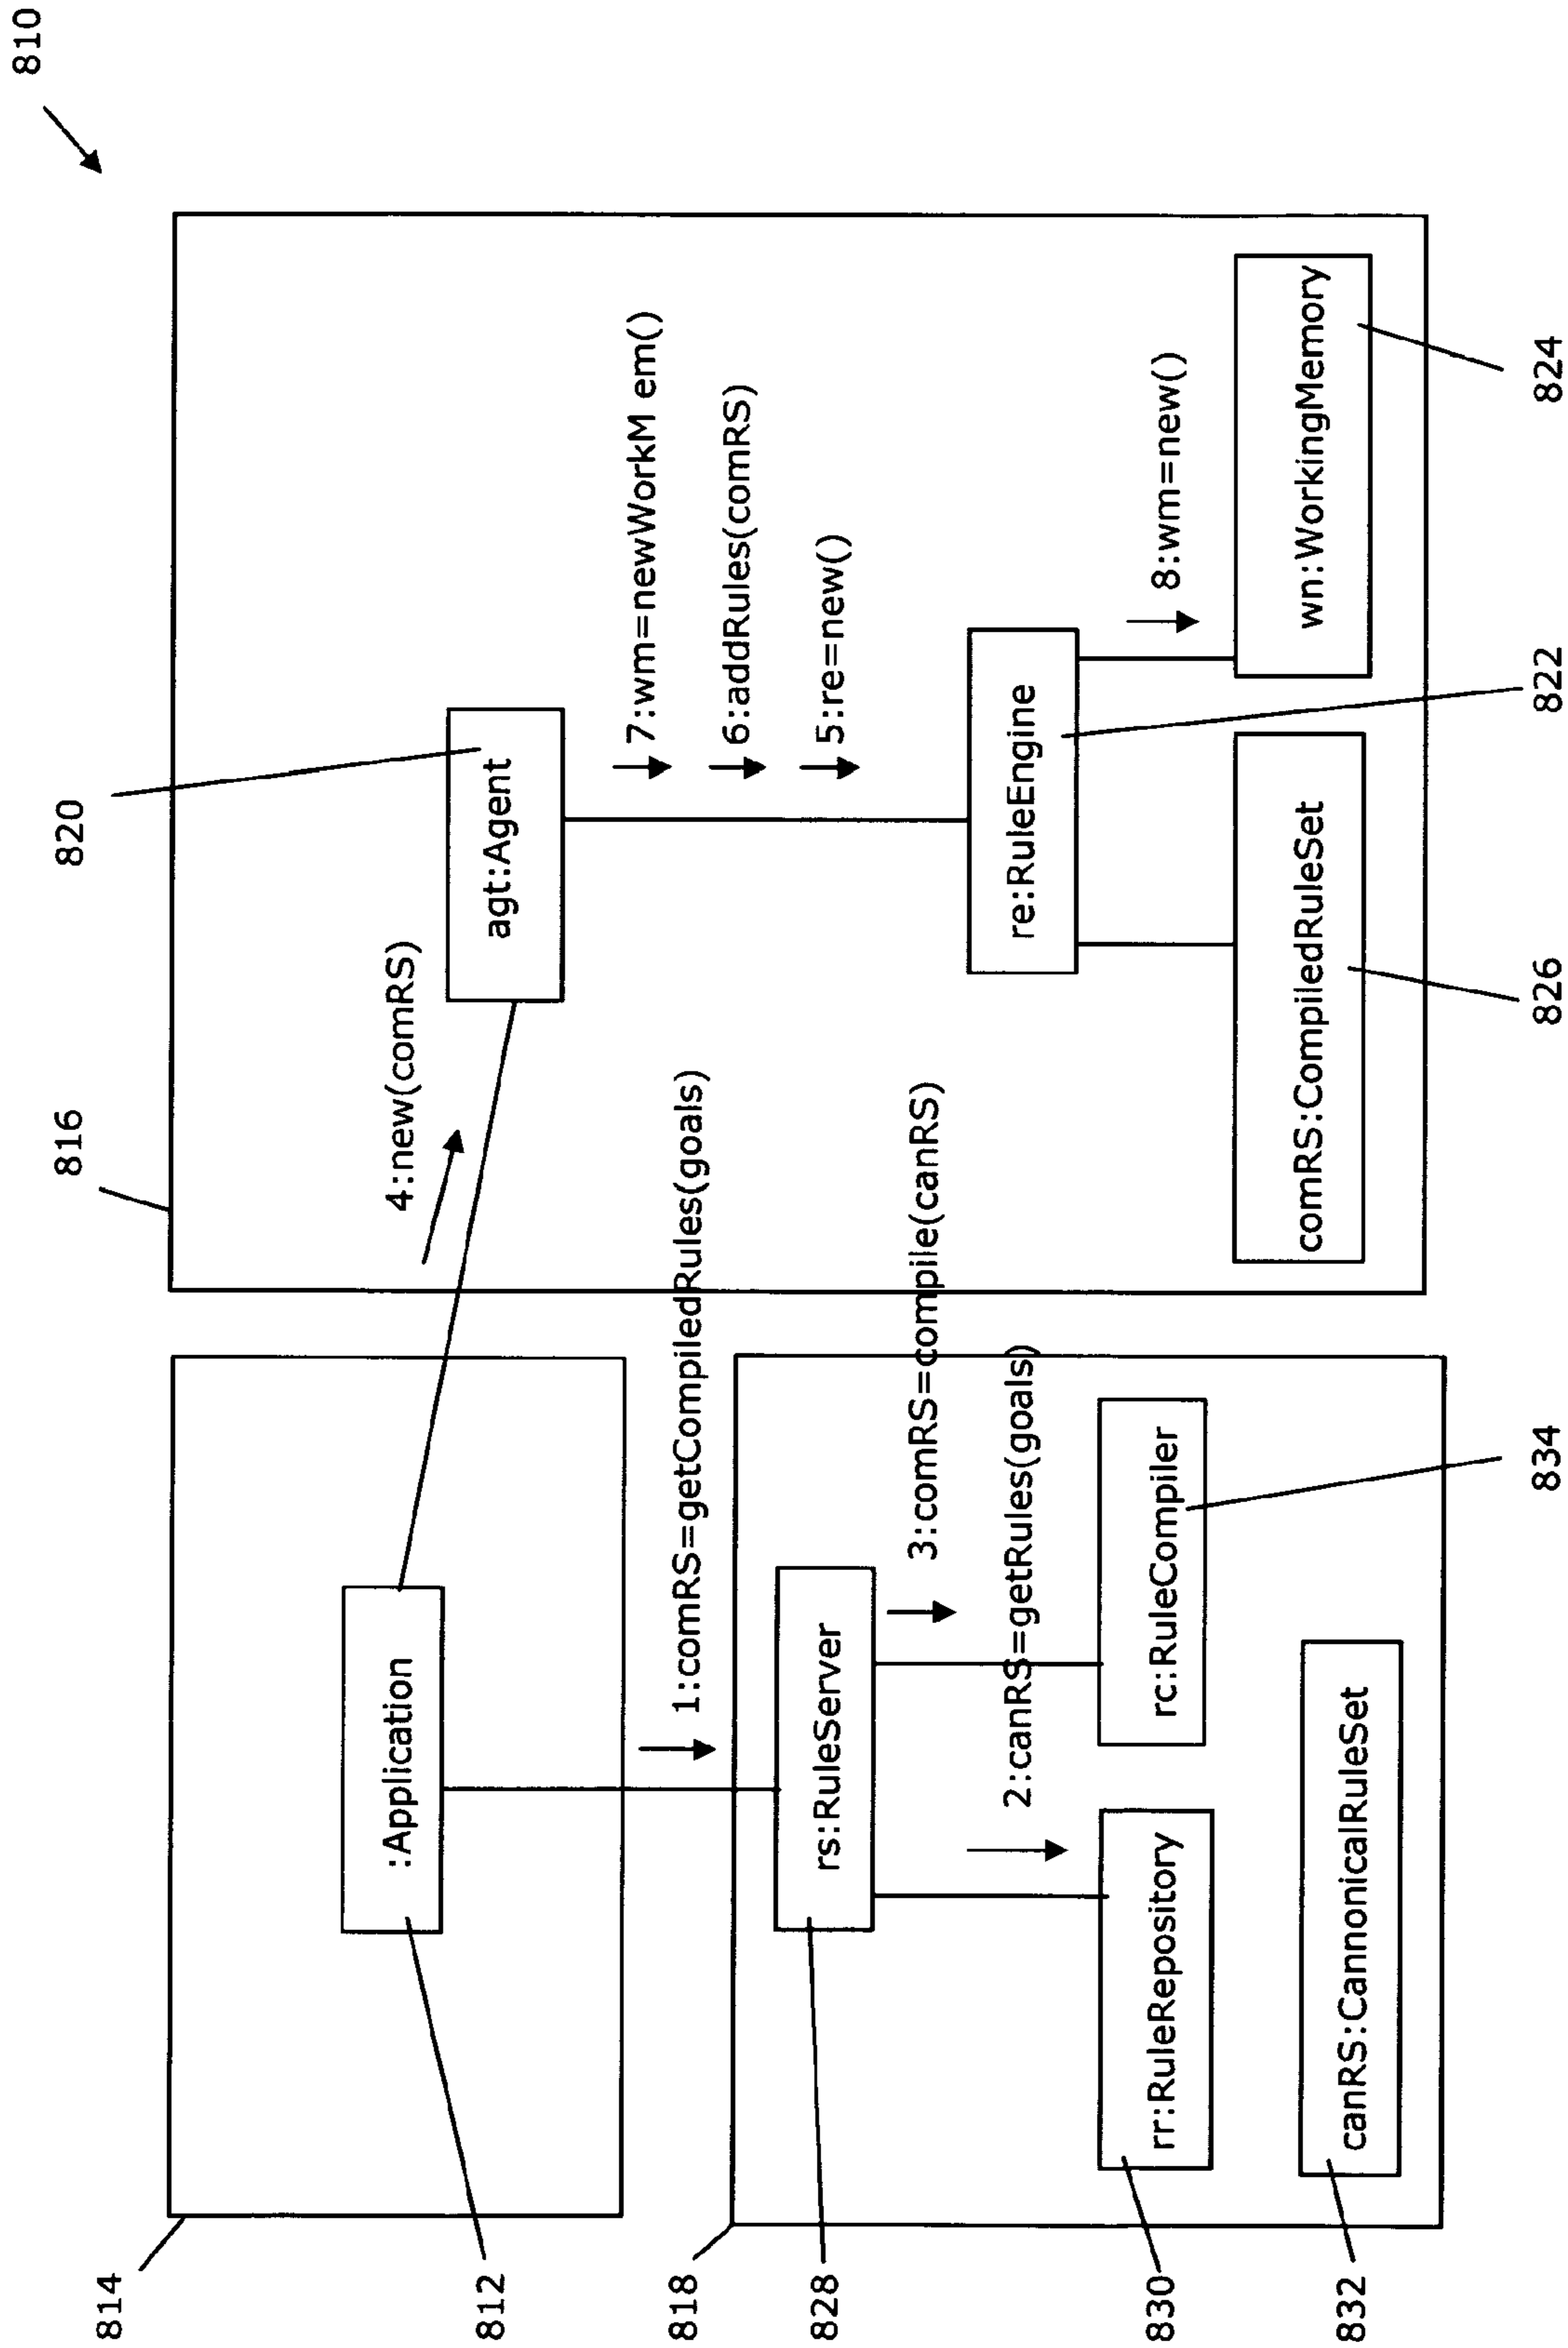 810
814
816
820
:Application
4:new(comRS)
agt:Agent
812
1:comRS=getCompiledRules(goals)
7:wm=newWorkM em()
6:addRules(comRS)
5:re=new()
818
rs:RuleServer
3:comRS=compile(canRS)
828
2:canRS=getRules(goals)
re:RuleEngine
8:wm=new()
rr:RuleRepository
rc:RuleCompiler
830
comRS:CompiledRuleSet
wn:WorkingMemory
canRS:CannonicalRuleSet
832
834
826
822
824